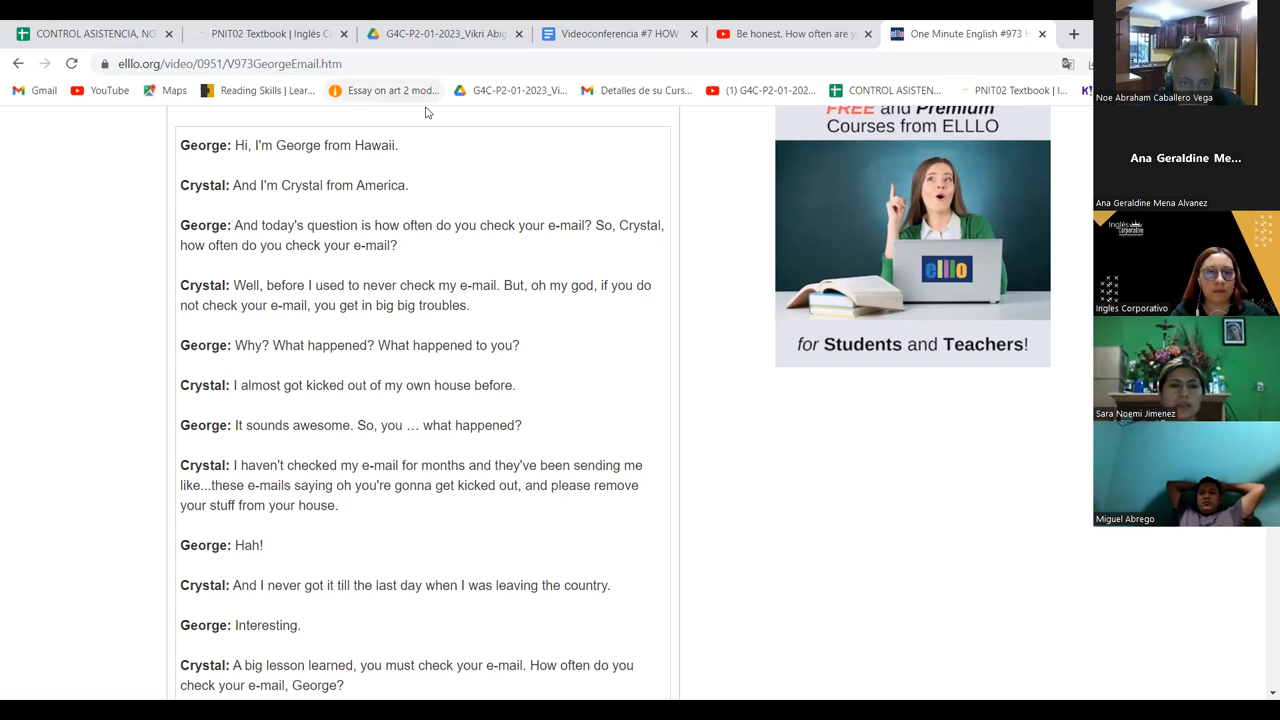 CONTROL ASISTENCIA, NO
PNIT02 Textbook | Inglés C
G4C-P2-01-2023_Vikri Abig
Videoconferencia #7 HOW
Be honest. How often are y
One Minute English #973 H
elllo.org/video/0951/V973GeorgeEmail.htm
Gmail
YouTube
Maps
Reading Skills | Lear...
Essay on art 2 mod...
G4C-P2-01-2023_Vi...
Detalles de su Curs...
(1) G4C-P2-01-202...
CONTROL ASISTEN...
PNIT02 Textbook | I...
FREE and Premium
Courses from ELLLO
elllo
for Students and Teachers!
George: Hi, I'm George from Hawaii.
Crystal: And I'm Crystal from America.
George: And today's question is how often do you check your e-mail? So, Crystal,
how often do you check your e-mail?
Crystal: Well, before I used to never check my e-mail. But, oh my god, if you do
not check your e-mail, you get in big big troubles.
George: Why? What happened? What happened to you?
Crystal: I almost got kicked out of my own house before.
George: It sounds awesome. So, you … what happened?
Crystal: I haven't checked my e-mail for months and they've been sending me
like...these e-mails saying oh you're gonna get kicked out, and please remove
your stuff from your house.
George: Hah!
Crystal: And I never got it till the last day when I was leaving the country.
George: Interesting.
Crystal: A big lesson learned, you must check your e-mail. How often do you
check your e-mail, George?
Noe Abraham Caballero Vega
Ana Geraldine Me...
Ana Geraldine Mena Alvanez
Inglés
Corporativo
Ingles Corporativo
Sara Noemi Jimenez
Miguel Abrego